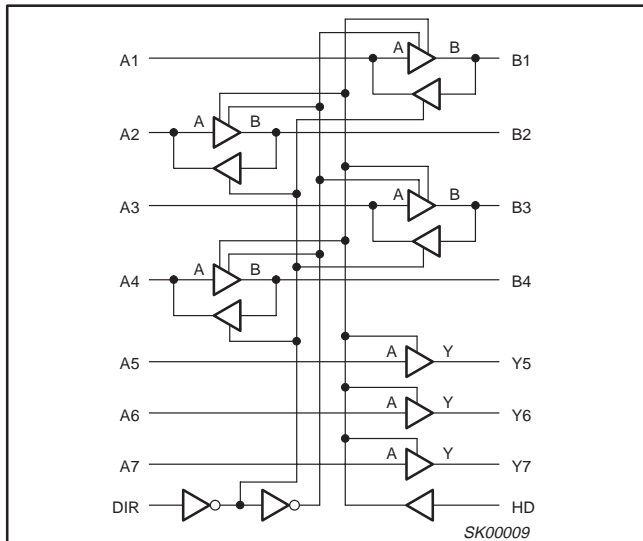 A1 A B B1
A2 A B B2
A3 A B B3
A4 A B B4
A5 A Y Y5
A6 A Y Y6
A7 A Y Y7
DIR HD
SK00009